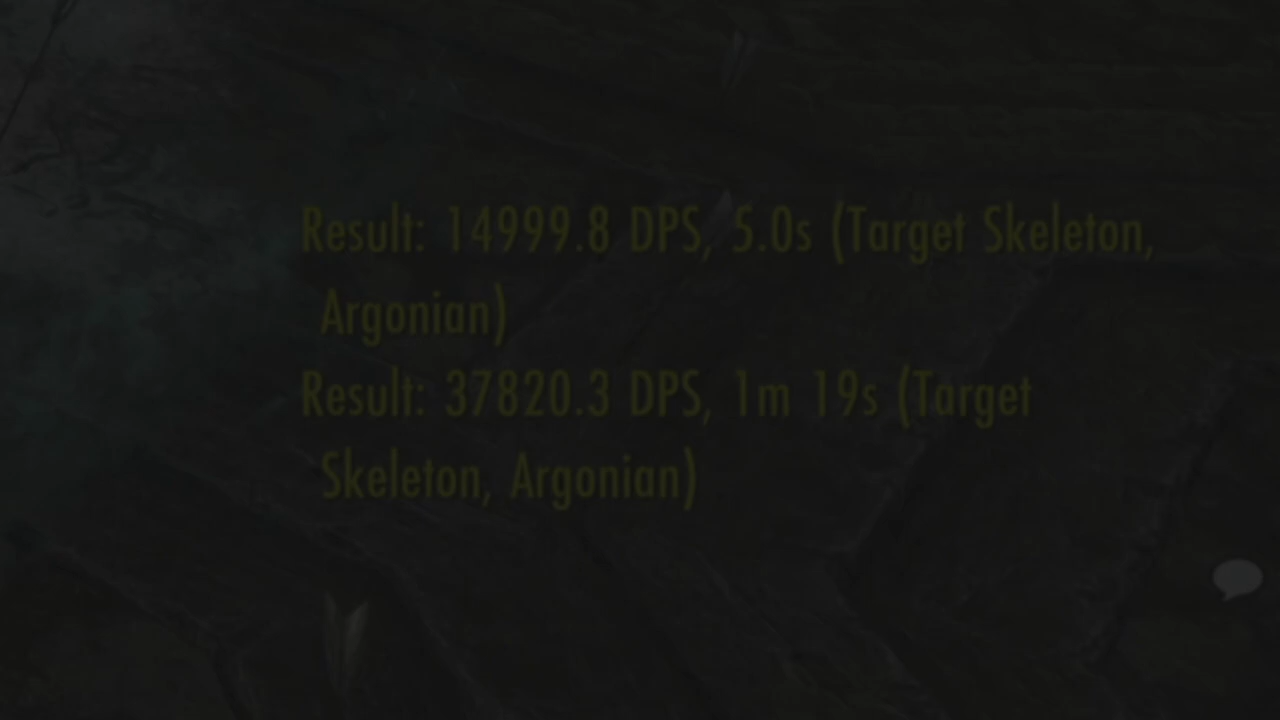 Result: 14999.8 DPS, 5.0s (Target Skeleton,
Argonian)
Result: 37820.3 DPS, 1m 19s (Target
Skeleton, Argonian)